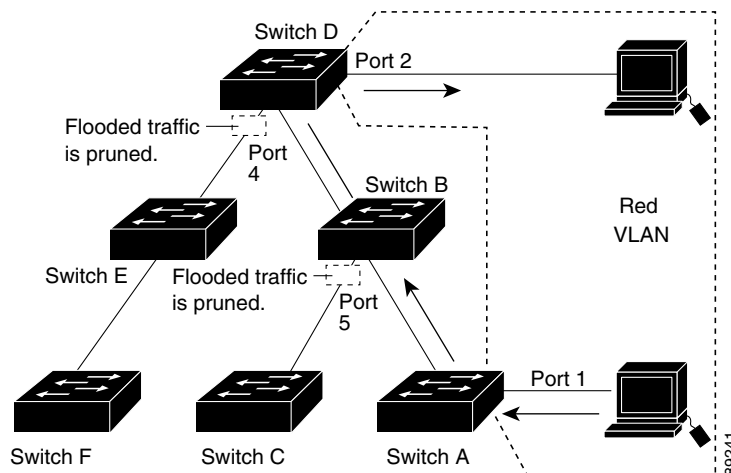 Switch D
Port 2
Flooded traffic
is pruned.
Port
4
Switch B
Red
VLAN
Switch E
Flooded traffic
is pruned.
Port
5
Port 1
Switch F
Switch C
Switch A